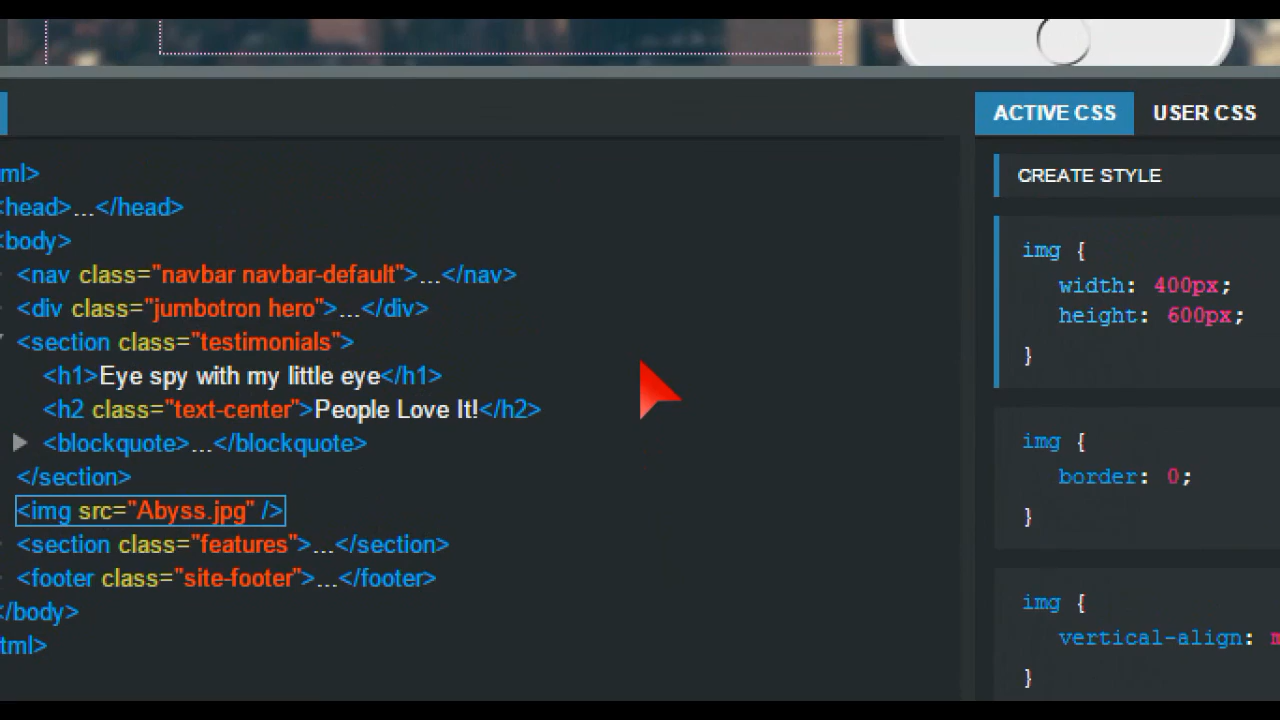 ml>
<head>...</head>
<body>
<nav class="navbar navbar-default">...</nav>
<div class="jumbotron hero">...</div>
<section class="testimonials">
<h1>Eye spy with my little eye</h1>
<h2 class="text-center">People Love It!</h2>
<blockquote>...</blockquote>
</section>
<img src="Abyss.jpg" />
<section class="features">...</section>
<footer class="site-footer">...</footer>
</body>
tml>
ACTIVE CSS USER CSS
CREATE STYLE
img {
width: 400px;
height: 600px;
}
img {
border: 0;
}
img {
vertical-align:
}